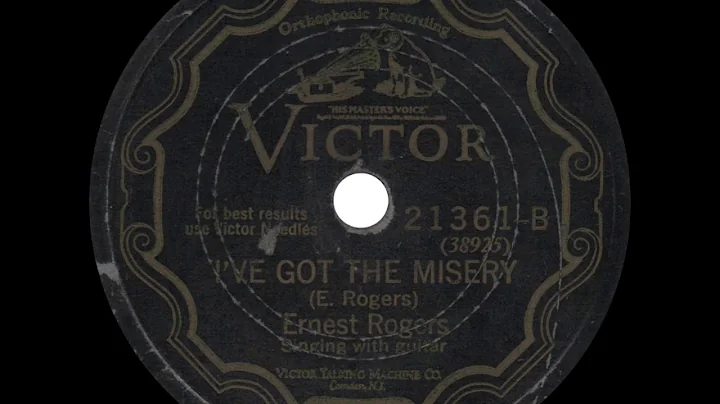 Orthophonic Recording
"HIS MASTER'S VOICE"
VICTOR
For best results
use Victor Needles
21361-B
(38925)
I'VE GOT THE MISERY
(E. Rogers)
Ernest Rogers
Singing with guitar
VICTOR TALKING MACHINE CO.
Camden, N.J.